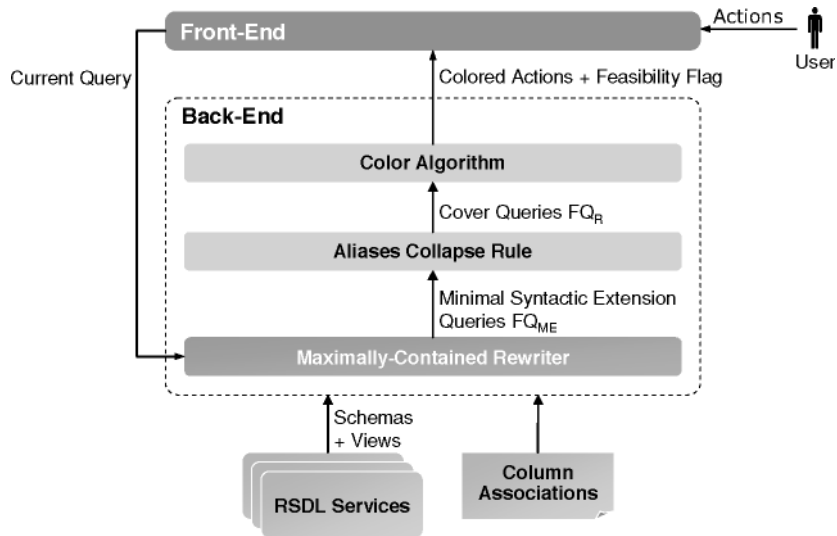 Actions
Front-End
User
Current Query
Colored Actions + Feasibility Flag
Back-End
Color Algorithm
Cover Queries FQR
Aliases Collapse Rule
Minimal Syntactic Extension
Queries FQME
Maximally-Contained Rewriter
Schemas
+ Views
RSDL Services
Column
Associations